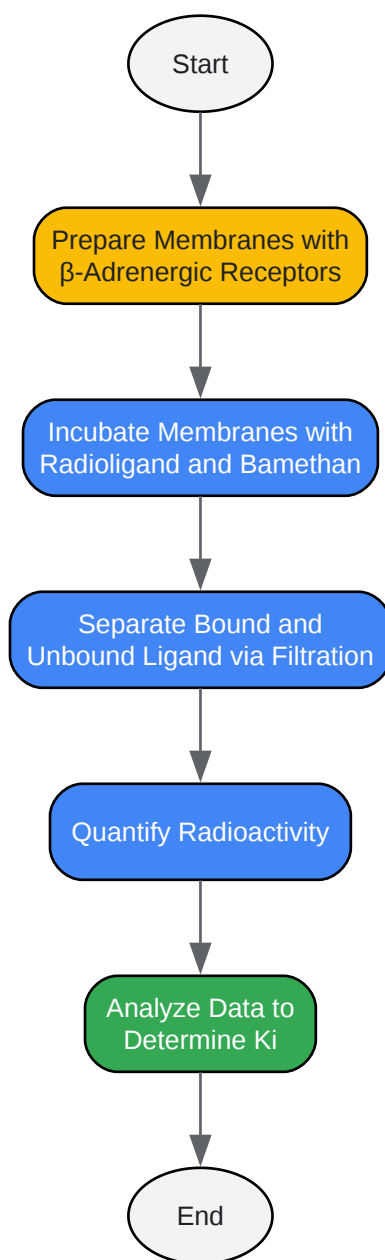 Start
Prepare Membranes with
β-Adrenergic Receptors
Incubate Membranes with
Radioligand and Bamethan
Separate Bound and
Unbound Ligand via Filtration
Quantify Radioactivity
Analyze Data to
Determine Ki
End